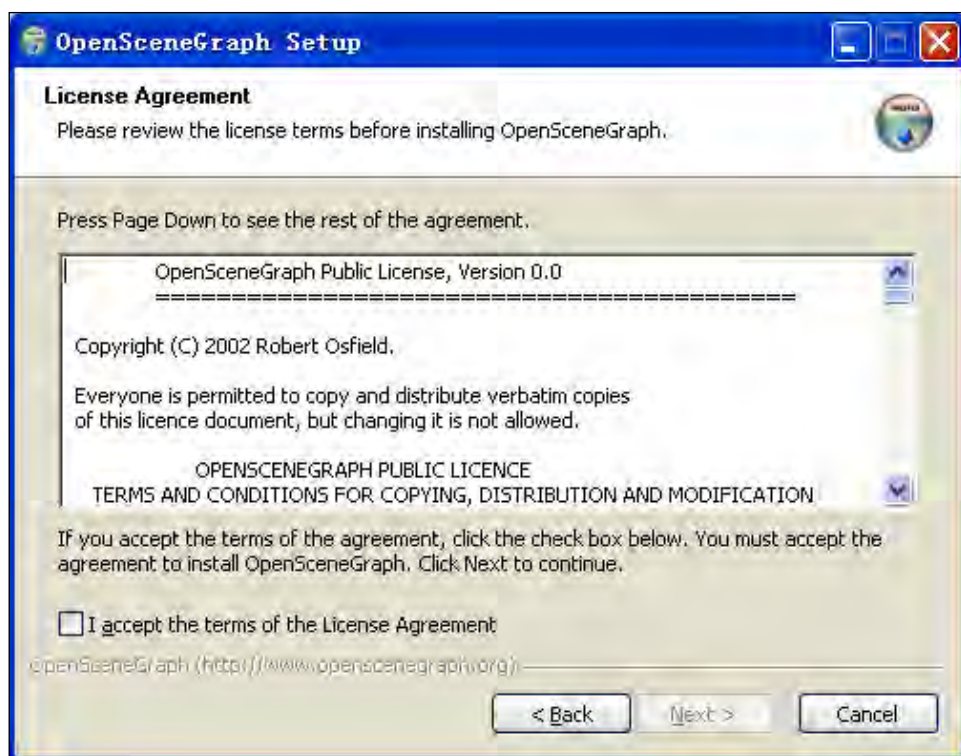 OpenSceneGraph Setup
License Agreement
Please review the license terms before installing OpenSceneGraph.
Press Page Down to see the rest of the agreement.
OpenSceneGraph Public License, Version 0.0
==========================================
Copyright (C) 2002 Robert Osfield.
Everyone is permitted to copy and distribute verbatim copies
of this licence document, but changing it is not allowed.
OPENSCENEGRAPH PUBLIC LICENCE
TERMS AND CONDITIONS FOR COPYING, DISTRIBUTION AND MODIFICATION
If you accept the terms of the agreement, click the check box below. You must accept the
agreement to install OpenSceneGraph. Click Next to continue.
I accept the terms of the License Agreement
OpenSceneGraph (http://www.openscenegraph.org)
< Back Next > Cancel